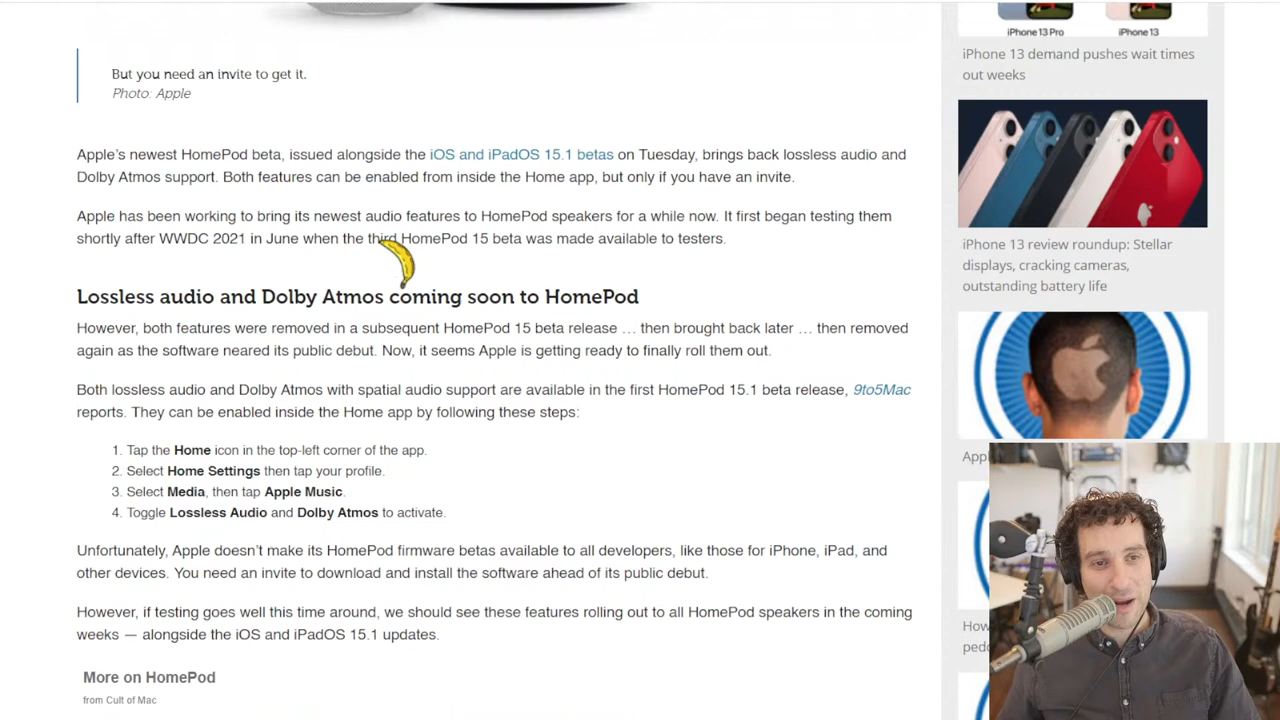 iPhone 13 Pro
iPhone 13
iPhone 13 demand pushes wait times
out weeks
But you need an invite to get it.
Photo: Apple
Apple’s newest HomePod beta, issued alongside the iOS and iPadOS 15.1 betas on Tuesday, brings back lossless audio and
Dolby Atmos support. Both features can be enabled from inside the Home app, but only if you have an invite.
Apple has been working to bring its newest audio features to HomePod speakers for a while now. It first began testing them
shortly after WWDC 2021 in June when the third HomePod 15 beta was made available to testers.
Lossless audio and Dolby Atmos coming soon to HomePod
However, both features were removed in a subsequent HomePod 15 beta release … then brought back later … then removed
again as the software neared its public debut. Now, it seems Apple is getting ready to finally roll them out.
Both lossless audio and Dolby Atmos with spatial audio support are available in the first HomePod 15.1 beta release, 9to5Mac
reports. They can be enabled inside the Home app by following these steps:
1. Tap the Home icon in the top-left corner of the app.
2. Select Home Settings then tap your profile.
3. Select Media, then tap Apple Music.
4. Toggle Lossless Audio and Dolby Atmos to activate.
Unfortunately, Apple doesn’t make its HomePod firmware betas available to all developers, like those for iPhone, iPad, and
other devices. You need an invite to download and install the software ahead of its public debut.
However, if testing goes well this time around, we should see these features rolling out to all HomePod speakers in the coming
weeks — alongside the iOS and iPadOS 15.1 updates.
More on HomePod
from Cult of Mac
iPhone 13 review roundup: Stellar
displays, cracking cameras,
outstanding battery life